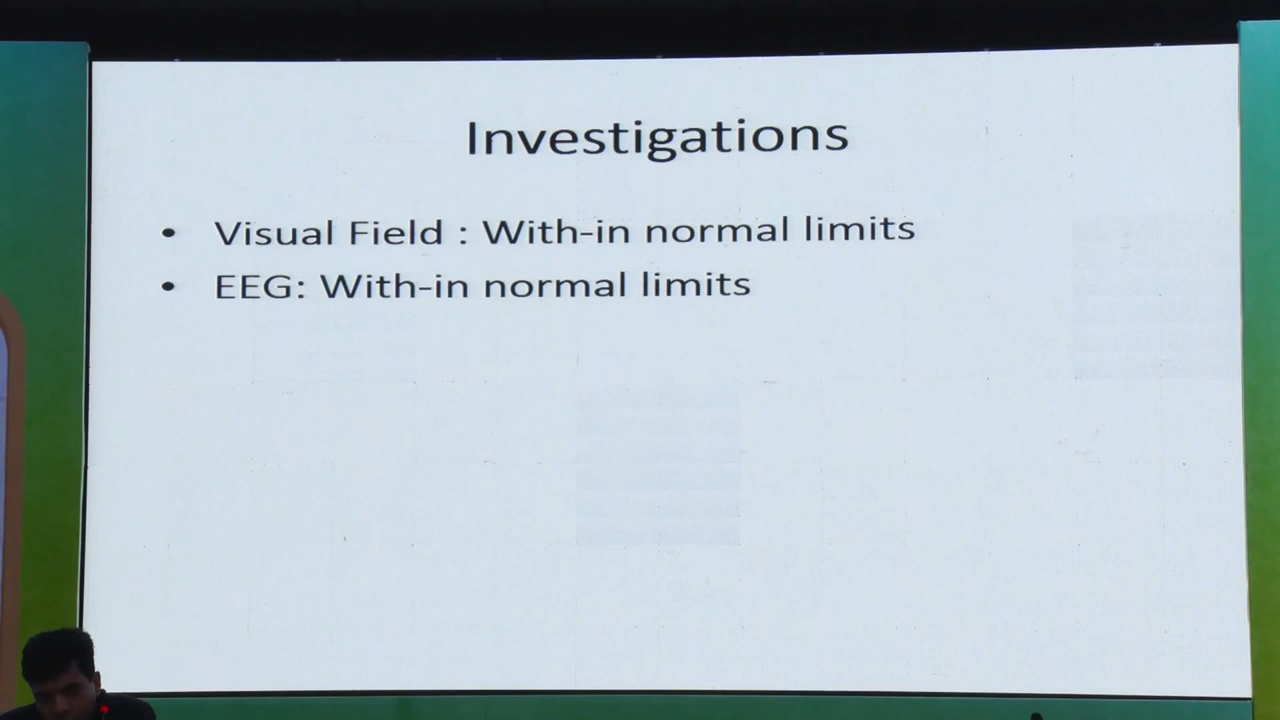 Investigations
• Visual Field : With-in normal limits
• EEG: With-in normal limits